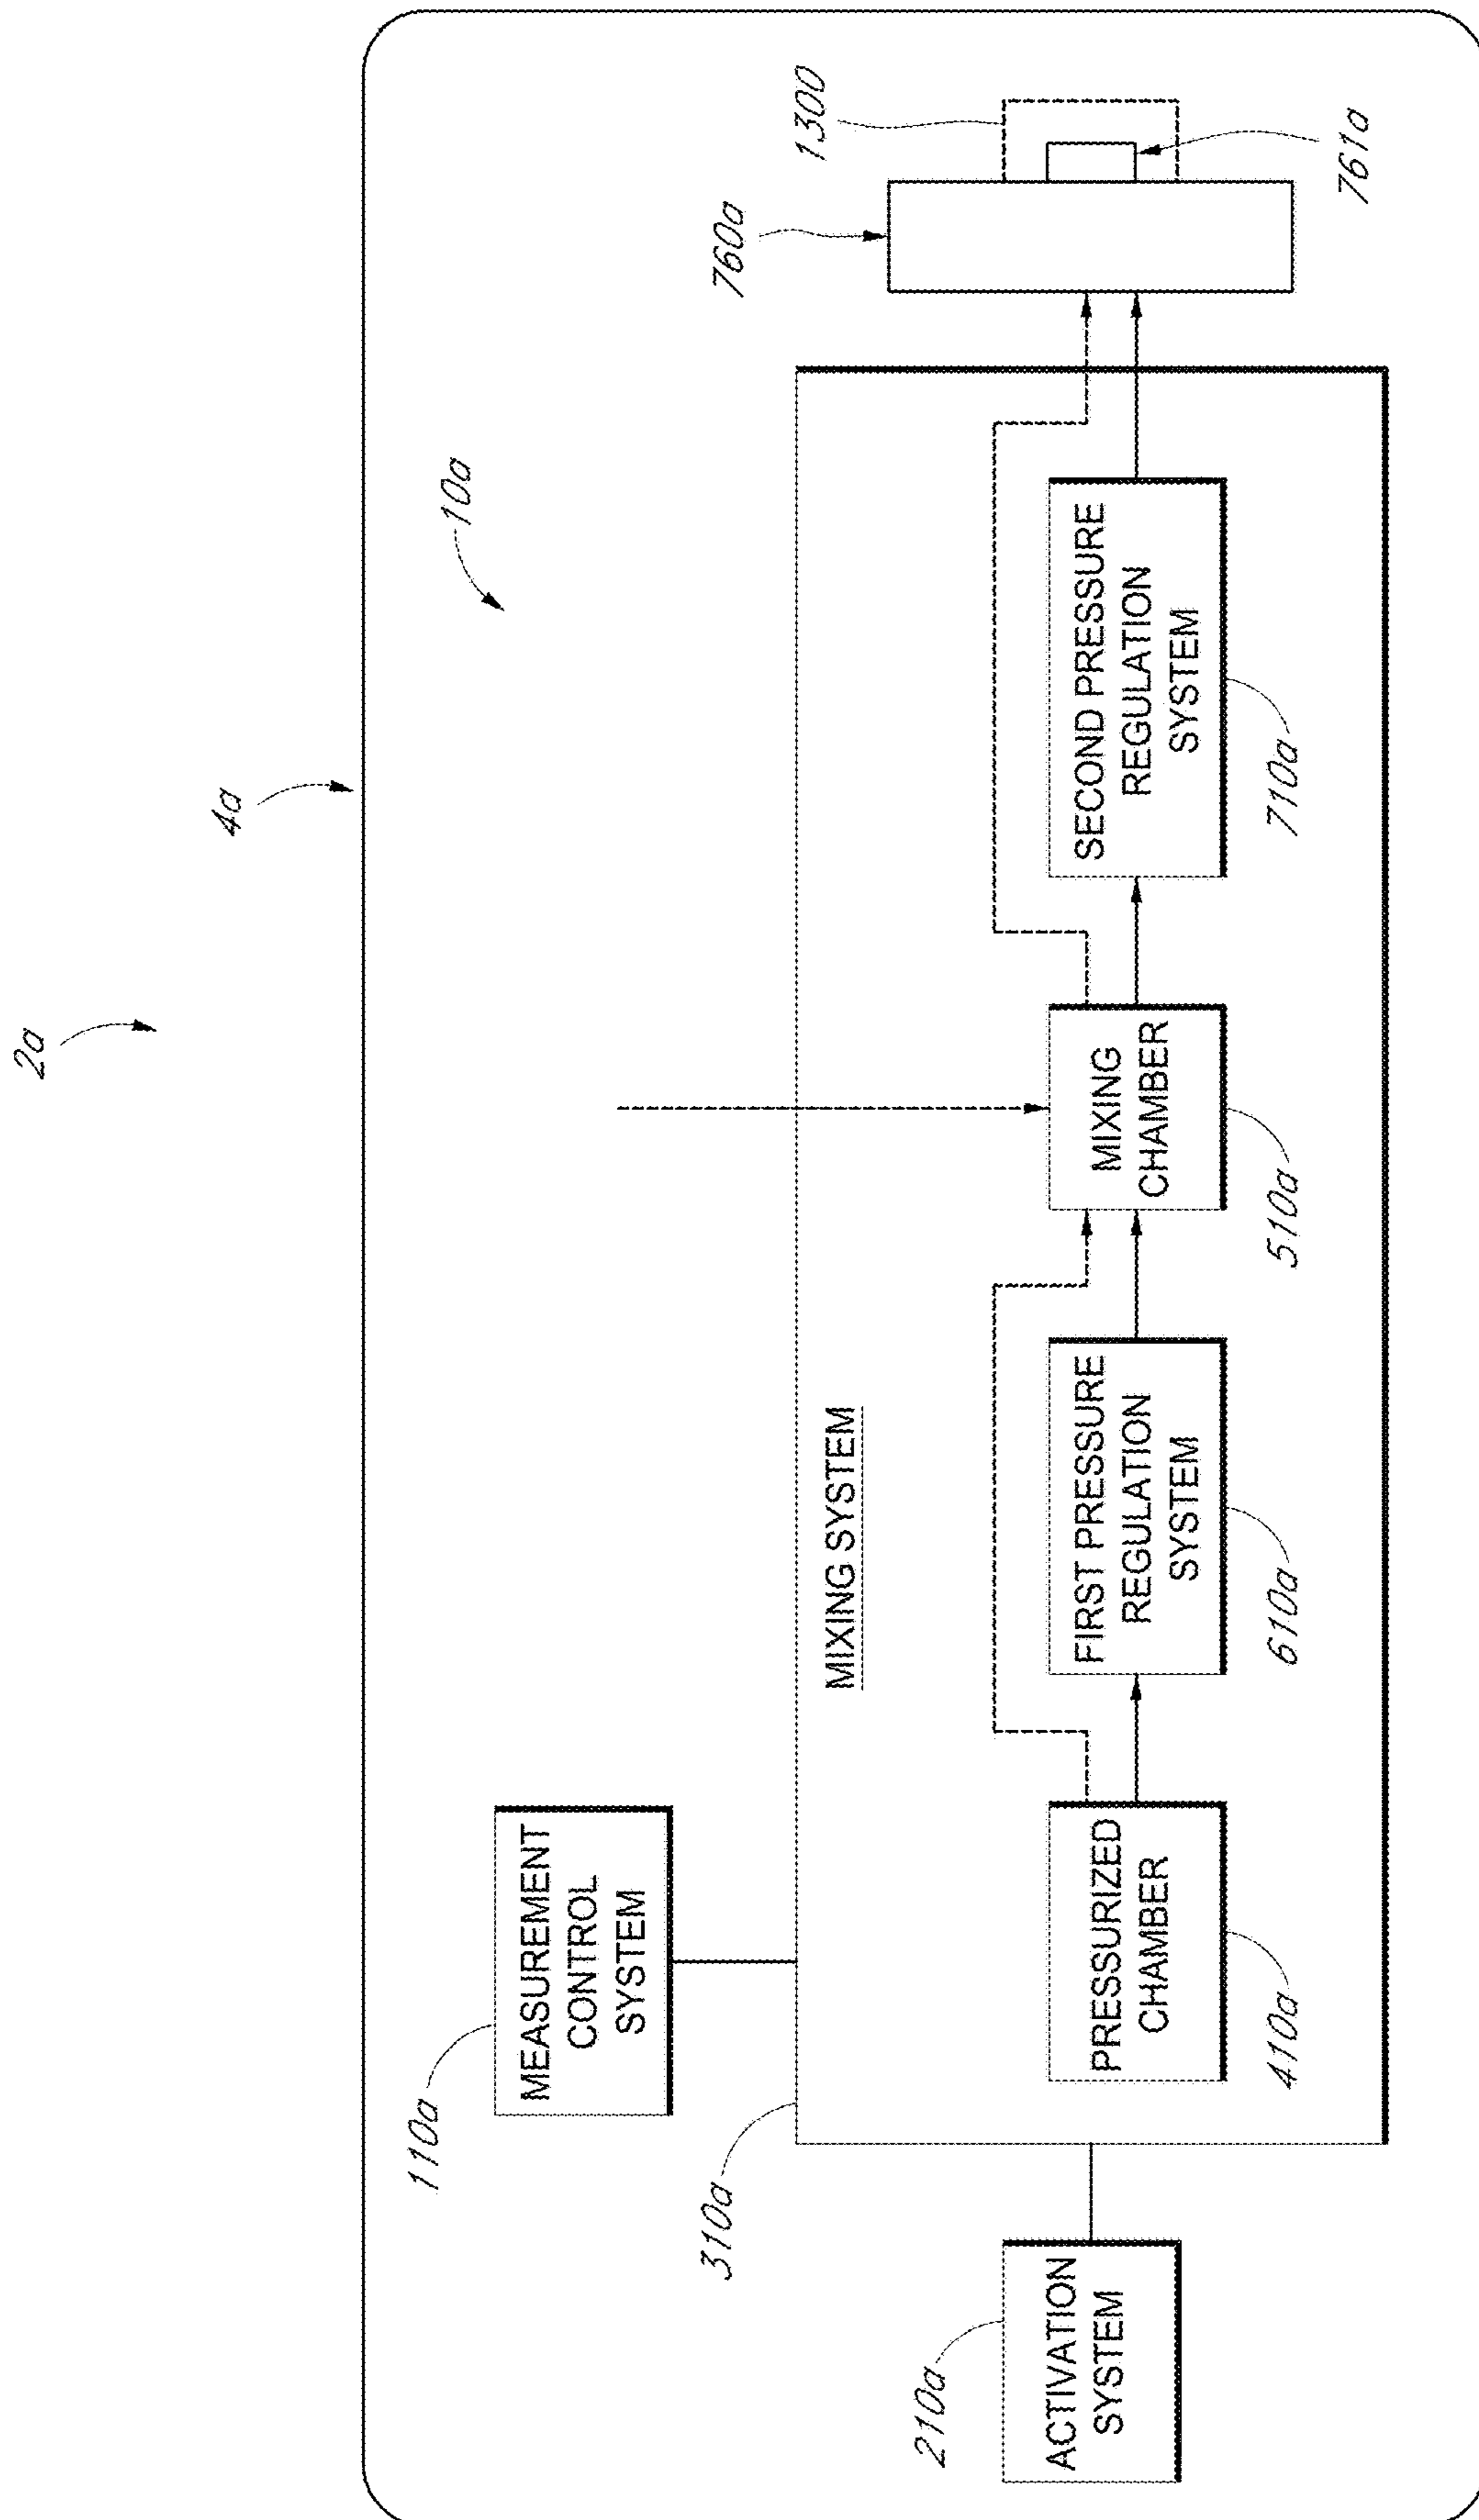 2a
4a
10a
110a
MEASUREMENT
CONTROL
SYSTEM
310a
MIXING SYSTEM
210a
ACTIVATION
SYSTEM
PRESSURIZED
CHAMBER
410a
FIRST PRESSURE
REGULATION
SYSTEM
610a
MIXING
CHAMBER
510a
SECOND PRESSURE
REGULATION
SYSTEM
710a
760a
1300
761a